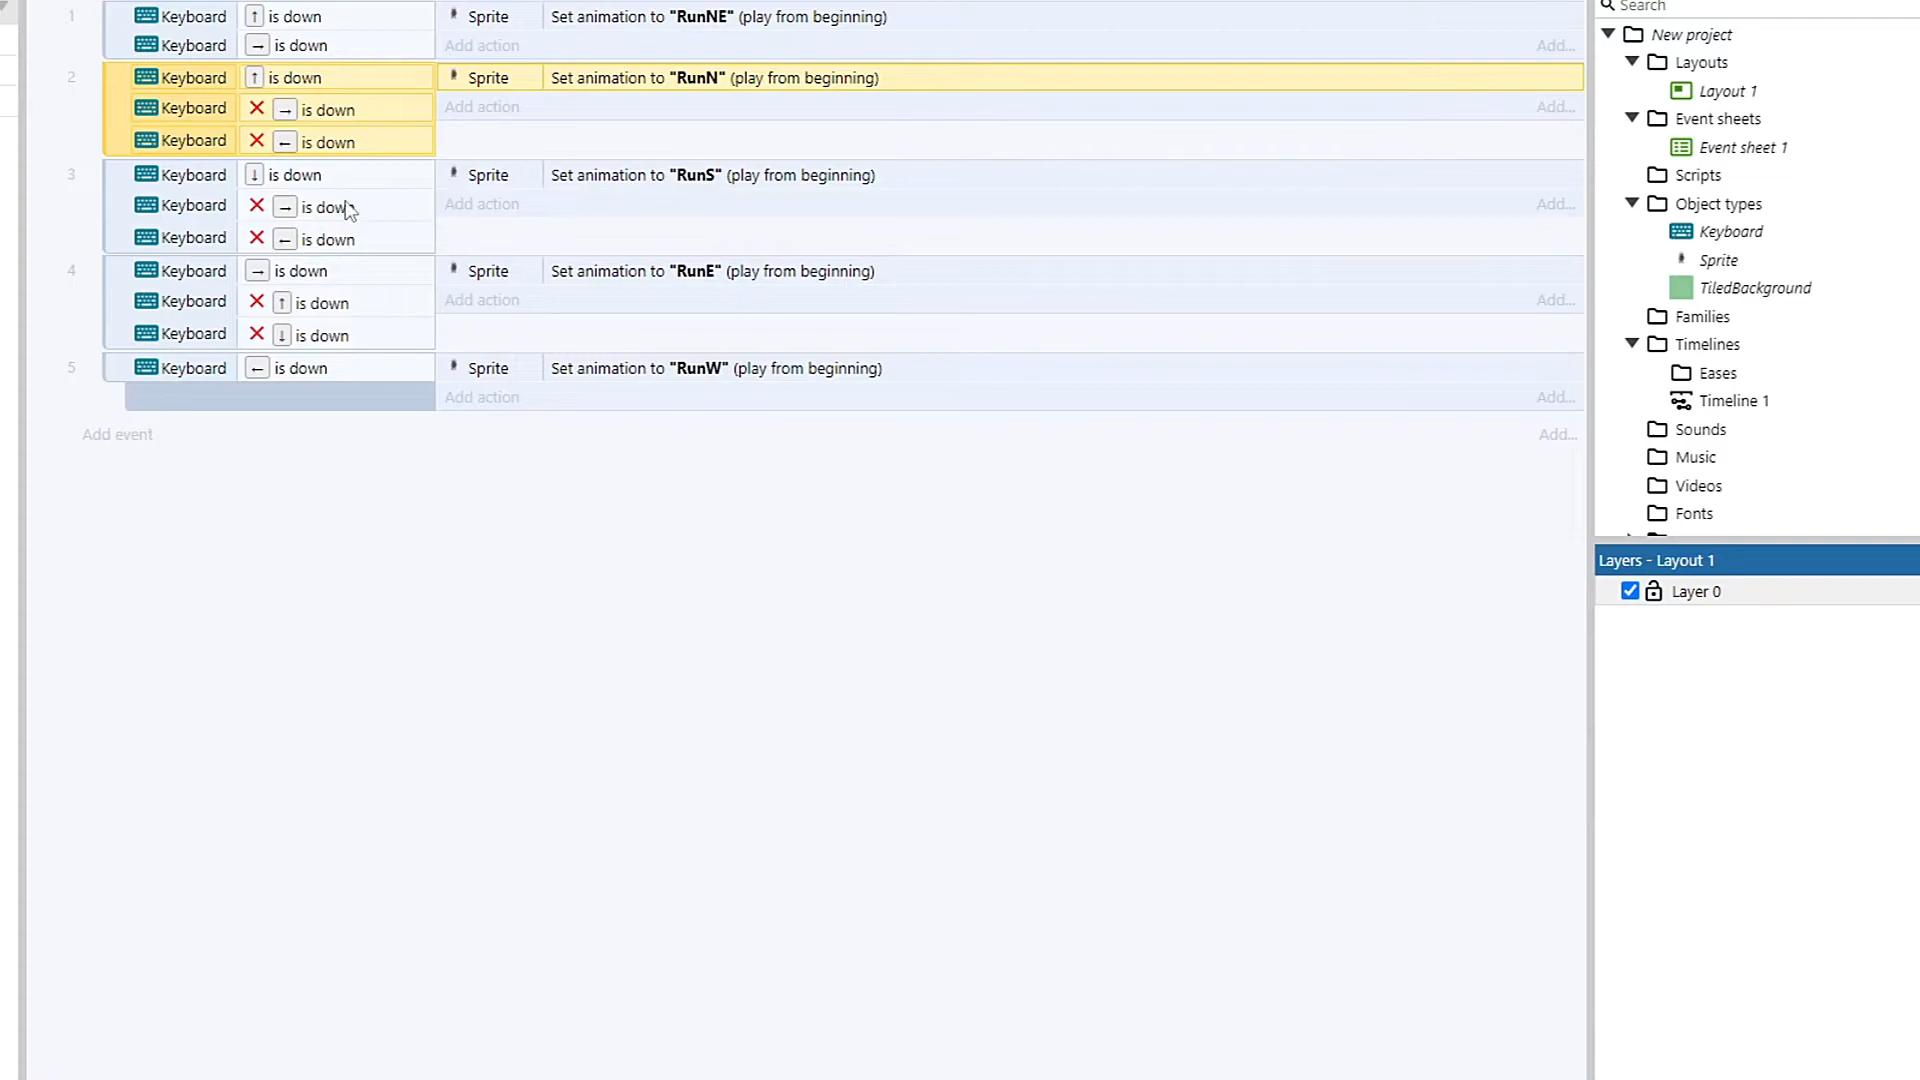 1 Keyboard ↑ is down Sprite Set animation to "RunNE" (play from beginning)
Keyboard → is down Add action Add...
2 Keyboard ↑ is down Sprite Set animation to "RunN" (play from beginning)
Keyboard → is down Add action Add...
Keyboard ← is down
3 Keyboard ↓ is down Sprite Set animation to "RunS" (play from beginning)
Keyboard → is down Add action Add...
Keyboard ← is down
4 Keyboard → is down Sprite Set animation to "RunE" (play from beginning)
Keyboard ↑ is down Add action Add...
Keyboard ↓ is down
5 Keyboard ← is down Sprite Set animation to "RunW" (play from beginning)
Add action Add...
Add event Add...
Search
New project
Layouts
Layout 1
Event sheets
Event sheet 1
Scripts
Object types
Keyboard
Sprite
TiledBackground
Families
Timelines
Eases
Timeline 1
Sounds
Music
Videos
Fonts
Layers - Layout 1
Layer 0